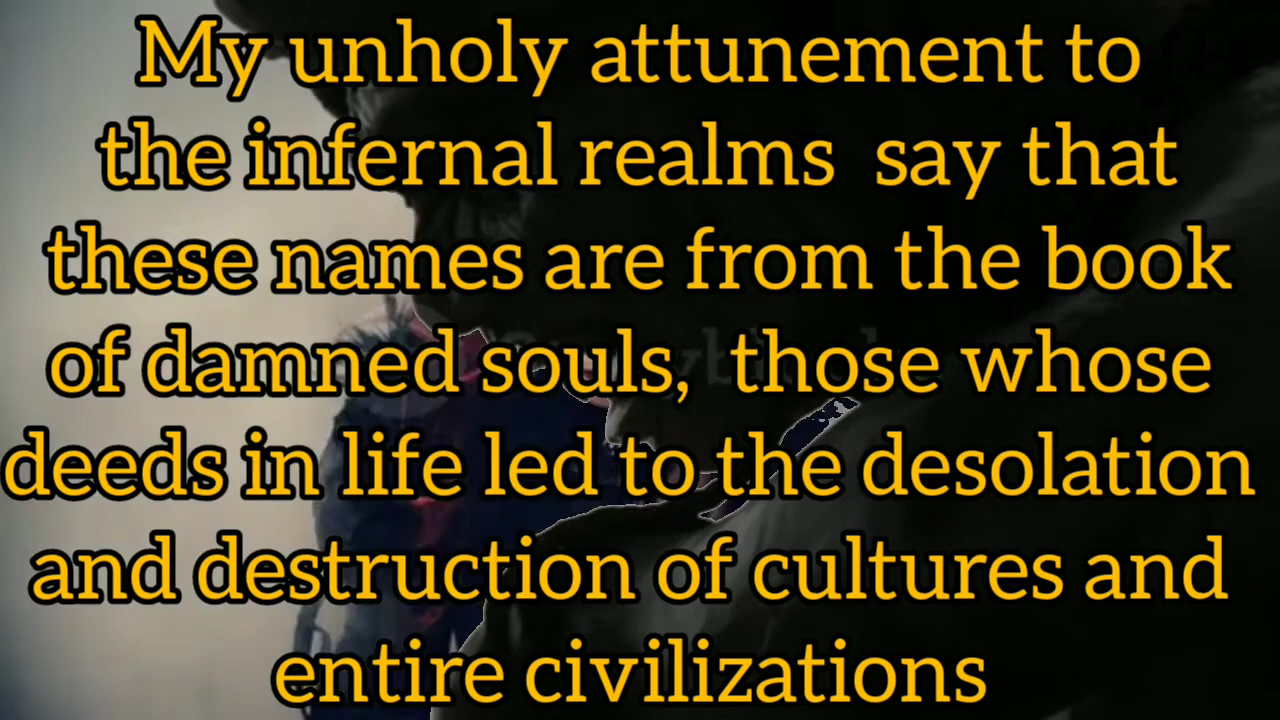 My unholy attunement to
the infernal realms say that
these names are from the book
of damned souls, those whose
deeds in life led to the desolation
and destruction of cultures and
entire civilizations